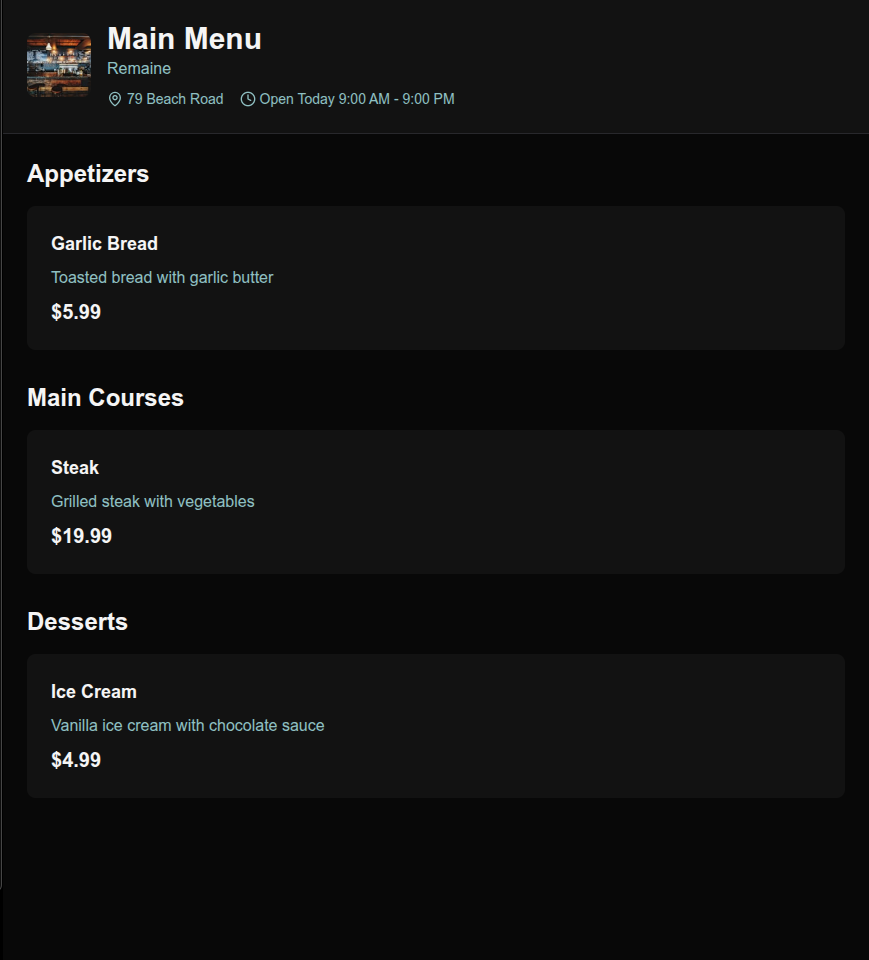 Main Menu
Remaine
79 Beach Road Open Today 9:00 AM - 9:00 PM
Appetizers
Garlic Bread
Toasted bread with garlic butter
$5.99
Main Courses
Steak
Grilled steak with vegetables
$19.99
Desserts
Ice Cream
Vanilla ice cream with chocolate sauce
$4.99